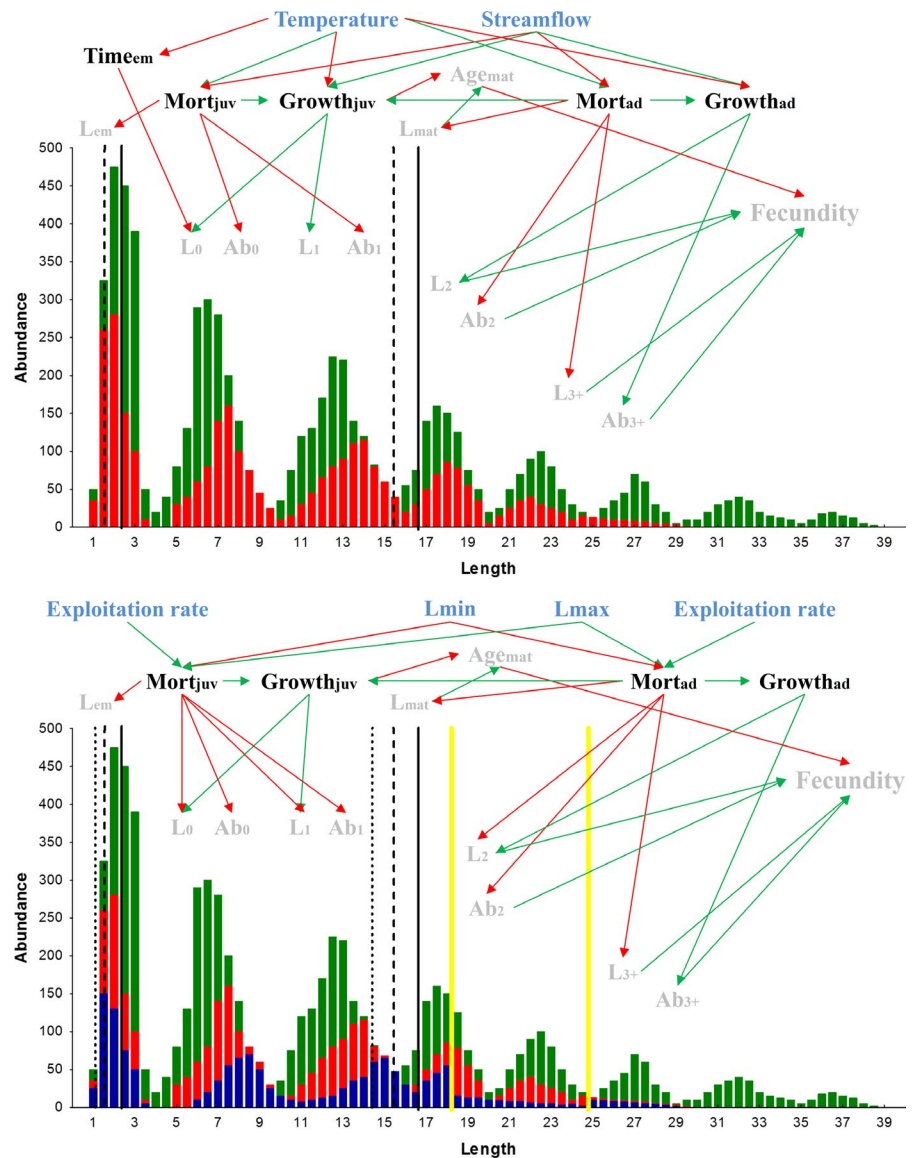 Temperature Streamflow
Timeem
Agemat
Mortjuv Growthjuv Mortad Growthad
Lem Lmat
500
450
400
350
300
250
200
150
100
50
0
Abundance
Fecundity
L0 Ab0 L1 Ab1
L2
Ab2
L3+
Ab3+
1 3 5 7 9 11 13 15 17 19 21 23 25 27 29 31 33 35 37 39
Length
Exploitation rate Lmin Lmax Exploitation rate
Agemat
Mortjuv Growthjuv Mortad Growthad
Lem Lmat
500
450
400
350
300
250
200
150
100
50
0
Abundance
Fecundity
L0 Ab0 L1 Ab1
L2
Ab2
L3+
Ab3+
1 3 5 7 9 11 13 15 17 19 21 23 25 27 29 31 33 35 37 39
Length